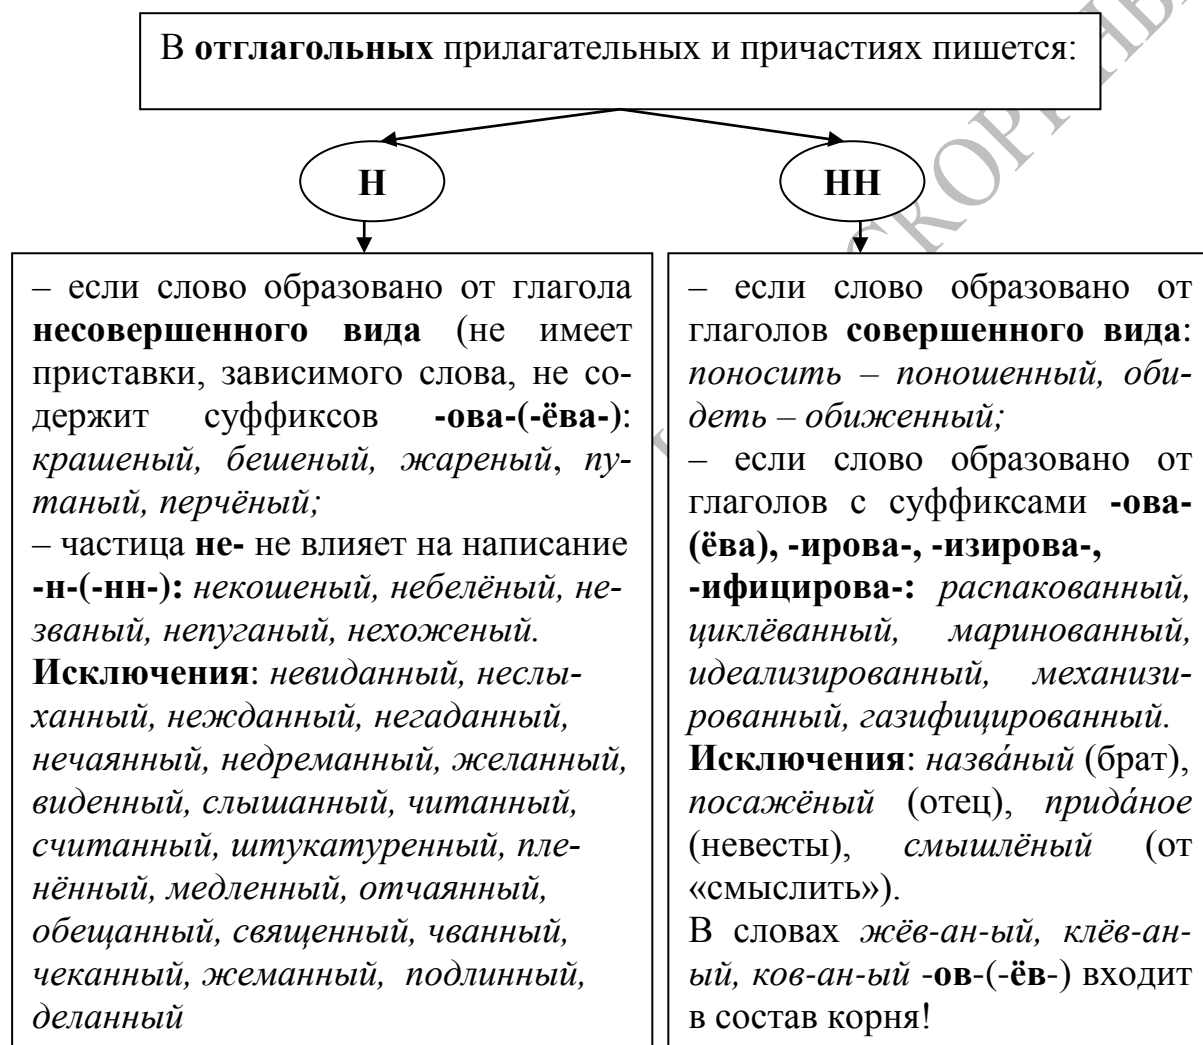 В отглагольных прилагательных и причастиях пишется:
Н
НН
– если слово образовано от глагола
несовершенного вида (не имеет
приставки, зависимого слова, не со-
держит суффиксов -ова-(-ёва-):
крашеный, бешеный, жареный, пу-
таный, перчёный;
– частица не- не влияет на написание
-н-(-нн-): некошеный, небелёный, не-
званый, непуганый, нехоженый.
Исключения: невиданный, неслы-
ханный, нежданный, негаданный,
нечаянный, недреманный, желанный,
виденный, слышанный, читанный,
считанный, штукатуренный, пле-
нённый, медленный, отчаянный,
обещанный, священный, чванный,
чеканный, жеманный, подлинный,
деланный
– если слово образовано от
глаголов совершенного вида:
поносить – поношенный, оби-
деть – обиженный;
– если слово образовано от
глаголов с суффиксами -ова-
(ёва), -ирова-, -изирова-,
-ифицирова-: распакованный,
циклёванный, маринованный,
идеализированный, механизи-
рованный, газифицированный.
Исключения: назвáный (брат),
посажёный (отец), придáное
(невесты), смышлёный (от
«смыслить»).
В словах жёв-ан-ый, клёв-ан-
ый, ков-ан-ый -ов-(-ёв-) входит
в состав корня!